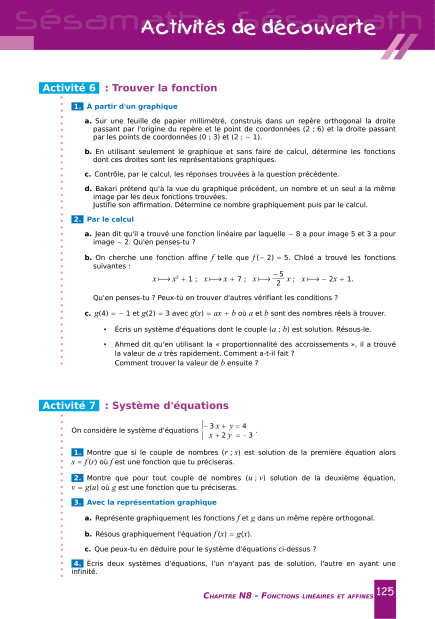 Sésamath Sésamath Sésamath
Activités de découverte
Activité 6 : Trouver la fonction
1. À partir d'un graphique
a. Sur une feuille de papier millimétré, construis dans un repère orthogonal la droite
passant par l'origine du repère et le point de coordonnées (2 ; 6) et la droite passant
par les points de coordonnées (0 ; 3) et (2 ; − 1).
b. En utilisant seulement le graphique et sans faire de calcul, détermine les fonctions
dont ces droites sont les représentations graphiques.
c. Contrôle, par le calcul, les réponses trouvées à la question précédente.
d. Bakari prétend qu'à la vue du graphique précédent, un nombre et un seul a la même
image par les deux fonctions trouvées.
Justifie son affirmation. Détermine ce nombre graphiquement puis par le calcul.
2. Par le calcul
a. Jean dit qu'il a trouvé une fonction linéaire par laquelle − 8 a pour image 5 et 3 a pour
image − 2. Qu'en penses-tu ?
b. On cherche une fonction affine f telle que f(− 2) = 5. Chloé a trouvé les fonctions
suivantes :
x ⟼ x² + 1 ; x ⟼ x + 7 ; x ⟼ −5/2 x ; x ⟼ − 2x + 1.
Qu'en penses-tu ? Peux-tu en trouver d'autres vérifiant les conditions ?
c. g(4) = − 1 et g(2) = 3 avec g(x) = ax + b où a et b sont des nombres réels à trouver.
• Écris un système d'équations dont le couple (a ; b) est solution. Résous-le.
• Ahmed dit qu'en utilisant la « proportionalité des accroissements », il a trouvé
la valeur de a très rapidement. Comment a-t-il fait ?
Comment trouver la valeur de b ensuite ?
Activité 7 : Système d'équations
On considère le système d'équations { − 3 x + y = 4
x + 2 y = − 3 .
1. Montre que si le couple de nombres (r ; s) est solution de la première équation alors
s = f(r) où f est une fonction que tu préciseras.
2. Montre que pour tout couple de nombres (u ; v) solution de la deuxième équation,
v = g(u) où g est une fonction que tu préciseras.
3. Avec la représentation graphique
a. Représente graphiquement les fonctions f et g dans un même repère orthogonal.
b. Résous graphiquement l'équation f(x) = g(x).
c. Que peux-tu en déduire pour le système d'équations ci-dessus ?
4. Écris deux systèmes d'équations, l'un n'ayant pas de solution, l'autre en ayant une
infinité.
CHAPITRE N8 - FONCTIONS LINÉAIRES ET AFFINES 125